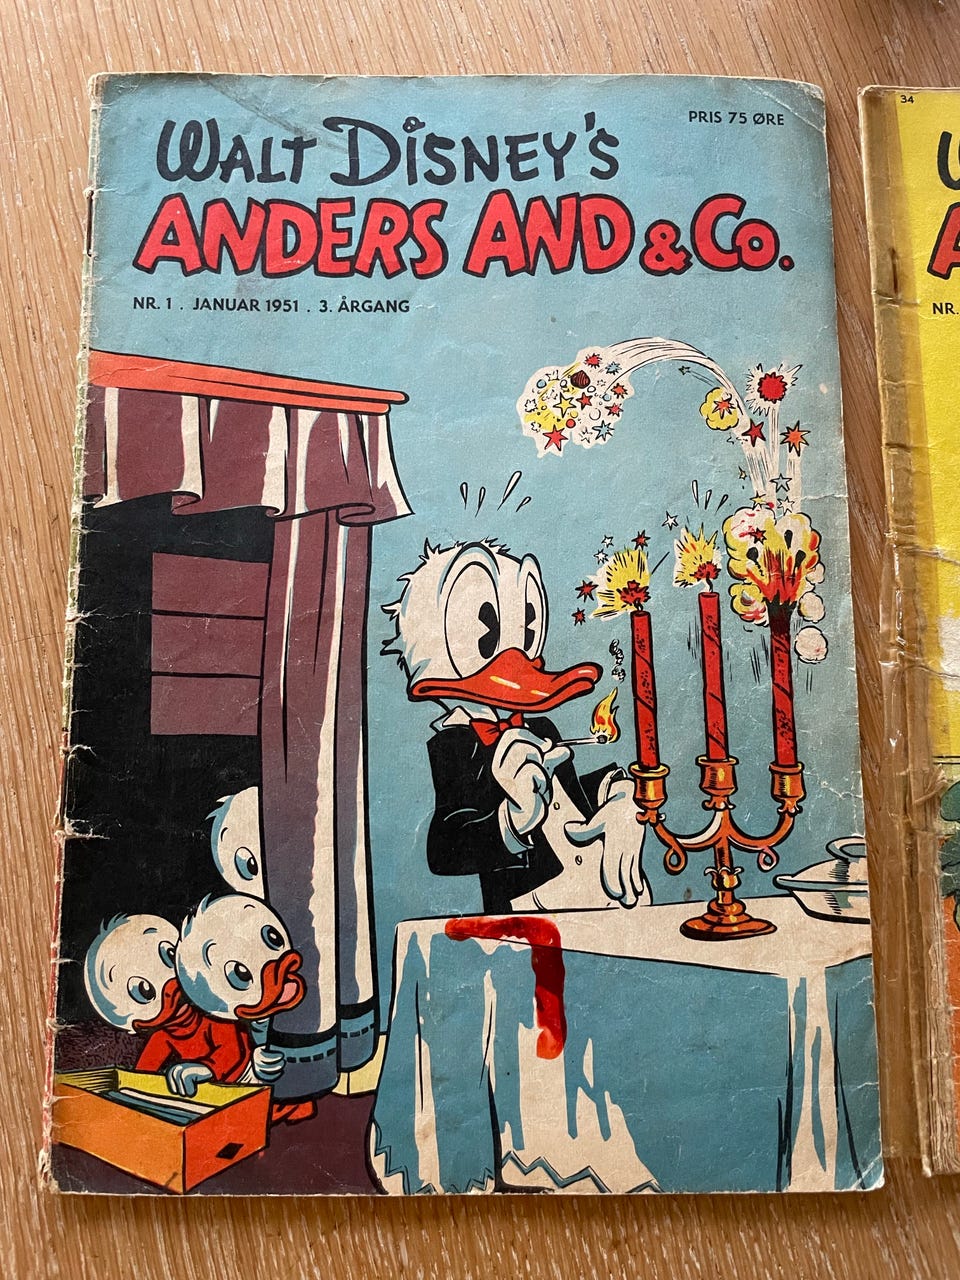 PRIS 75 ØRE
WALT DISNEY'S
ANDERS AND & Co.
NR. 1 . JANUAR 1951 . 3. ÅRGANG
34
W
A
NR.